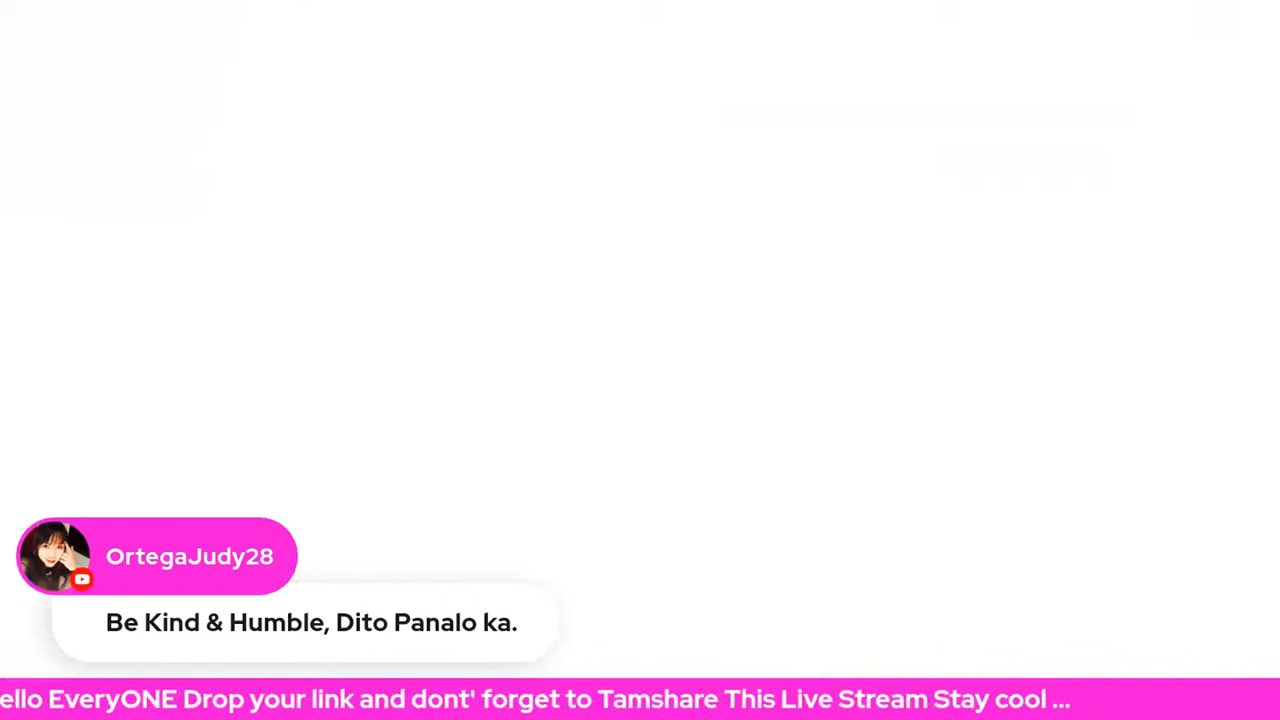 OrtegaJudy28
Be Kind & Humble, Dito Panalo ka.
ello EveryONE Drop your link and dont' forget to Tamshare This Live Stream Stay cool ...